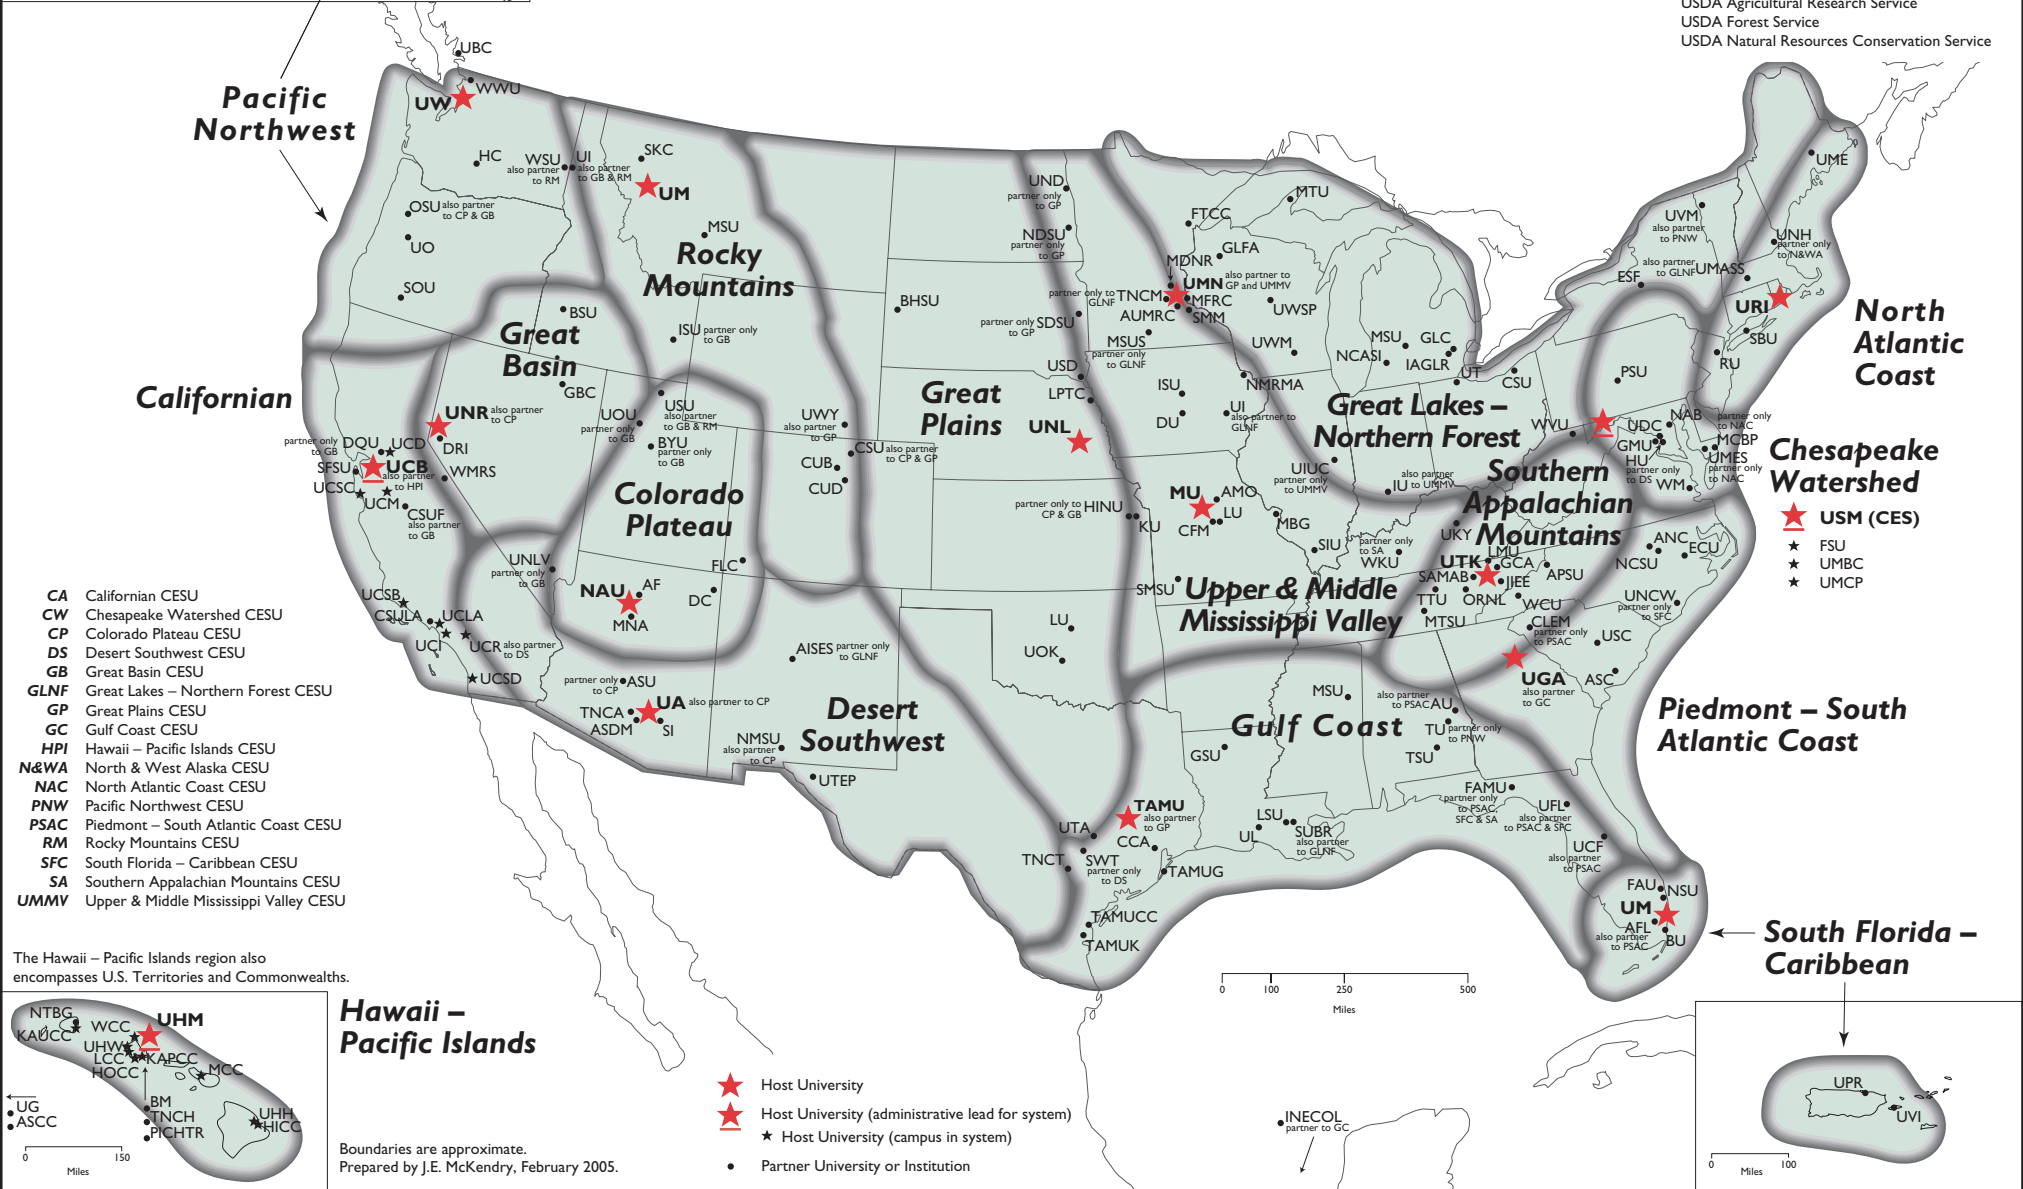 USDA Agricultural Research Service
USDA Forest Service
USDA Natural Resources Conservation Service
Pacific
Northwest
UBC
WWU
UW
HC
WSU
also partner
to RM
UI
also partner
to GB & RM
OSU also partner
to CP & GB
UO
SOU
SKC
UM
MSU
Rocky
Mountains
ISU partner only
to GB
Great
Basin
BSU
GBC
UNR also partner
to CP
DRI
WMRS
Californian
partner only
to GB
DQU
UCD
SFSU
UCB
also partner
to HPI
UCSC
UCM
CSUF
also partner
to GB
UCSB
CSULA
UCLA
UCI
UCR also partner
to DS
UCSD
UOU
partner only
to GB
USU
also partner
to GB & RM
BYU
partner only
to GB
Colorado
Plateau
UNLV
partner only
to GB
NAU
AF
MNA
FLC
DC
UWY
also partner
to GP
CSU also partner
to CP & GP
CUB
CUD
AISES partner only
to GLNF
partner only
to CP
ASU
UA also partner to CP
TNCA
ASDM
SI
NMSU
also partner
to CP
UTEP
Desert
Southwest
BHSU
Great
Plains
UND
partner only
to GP
NDSU
partner only
to GP
partner only
to GP
SDSU
USD
LPTC
UNL
partner only to
CP & GB
HINU
KU
LU
UOK
FTCC
MTU
GLFA
MDNR
UMN
also partner to
GP and UMMV
partner only to
GLNF
TNCM
MFRC
AUMRC
SMM
MSUS
partner only
to GLNF
UWSP
UWM
NMRMA
ISU
DU
UI
also partner to
GLNF
MSU
GLC
NCASI
IAGLR
UT
CSU
Great Lakes –
Northern Forest
UIUC
partner only
to UMMV
IU also partner
to UMMV
MU
AMO
LU
CFM
MBG
SIU
partner only
to SA
WKU
SMSU
Upper & Middle
Mississippi Valley
Southern
Appalachian
Mountains
WVU
UKY
UTK
LMU
GCA
SAMAB
IJEE
APSU
TTU
ORNL
WCU
MTSU
CLEM
partner only
to PSAC
UGA
also partner
to GC
ANC
ECU
NCSU
UNCW
partner only
to SFC
USC
ASC
UVM
also partner
to PNW
UME
UNH
partner only
to N&WA
also partner
to GLNF
UMASS
ESF
URI
SBU
RU
PSU
NAB
partner only
to NAC
UDC
GMU
HU
partner only
to DS
MCBP
UMES
partner only
to NAC
WM
North
Atlantic
Coast
Chesapeake
Watershed
USM (CES)
FSU
UMBC
UMCP
Piedmont – South
Atlantic Coast
Gulf Coast
MSU
also partner
to PSAC
AU
TU partner only
to PNW
TSU
GSU
FAMU
partner only
to PSAC,
SFC & SA
UFL
also partner
to PSAC & SFC
UCF
also partner
to PSAC
LSU
UL
SUBR
also partner
to GLNF
TAMU
also partner
to GP
UTA
CCA
TNCT
SWT
partner only
to DS
TAMUG
TAMUCC
TAMUK
FAU
NSU
UM
AFL
also partner
to PSAC
BU
South Florida –
Caribbean
UPR
UVI
0 100
Miles
CA Californian CESU
CW Chesapeake Watershed CESU
CP Colorado Plateau CESU
DS Desert Southwest CESU
GB Great Basin CESU
GLNF Great Lakes – Northern Forest CESU
GP Great Plains CESU
GC Gulf Coast CESU
HPI Hawaii – Pacific Islands CESU
N&WA North & West Alaska CESU
NAC North Atlantic Coast CESU
PNW Pacific Northwest CESU
PSAC Piedmont – South Atlantic Coast CESU
RM Rocky Mountains CESU
SFC South Florida – Caribbean CESU
SA Southern Appalachian Mountains CESU
UMMV Upper & Middle Mississippi Valley CESU
The Hawaii – Pacific Islands region also
encompasses U.S. Territories and Commonwealths.
NTBG
KAUCC
WCC
UHM
UHW
LCC
KAPCC
HOCC
MCC
UG
ASCC
BM
TNCH
PICHTR
UHH
HICC
0 150
Miles
Hawaii –
Pacific Islands
Boundaries are approximate.
Prepared by J.E. McKendry, February 2005.
Host University
Host University (administrative lead for system)
Host University (campus in system)
Partner University or Institution
0 100 250 500
Miles
INECOL
partner to GC